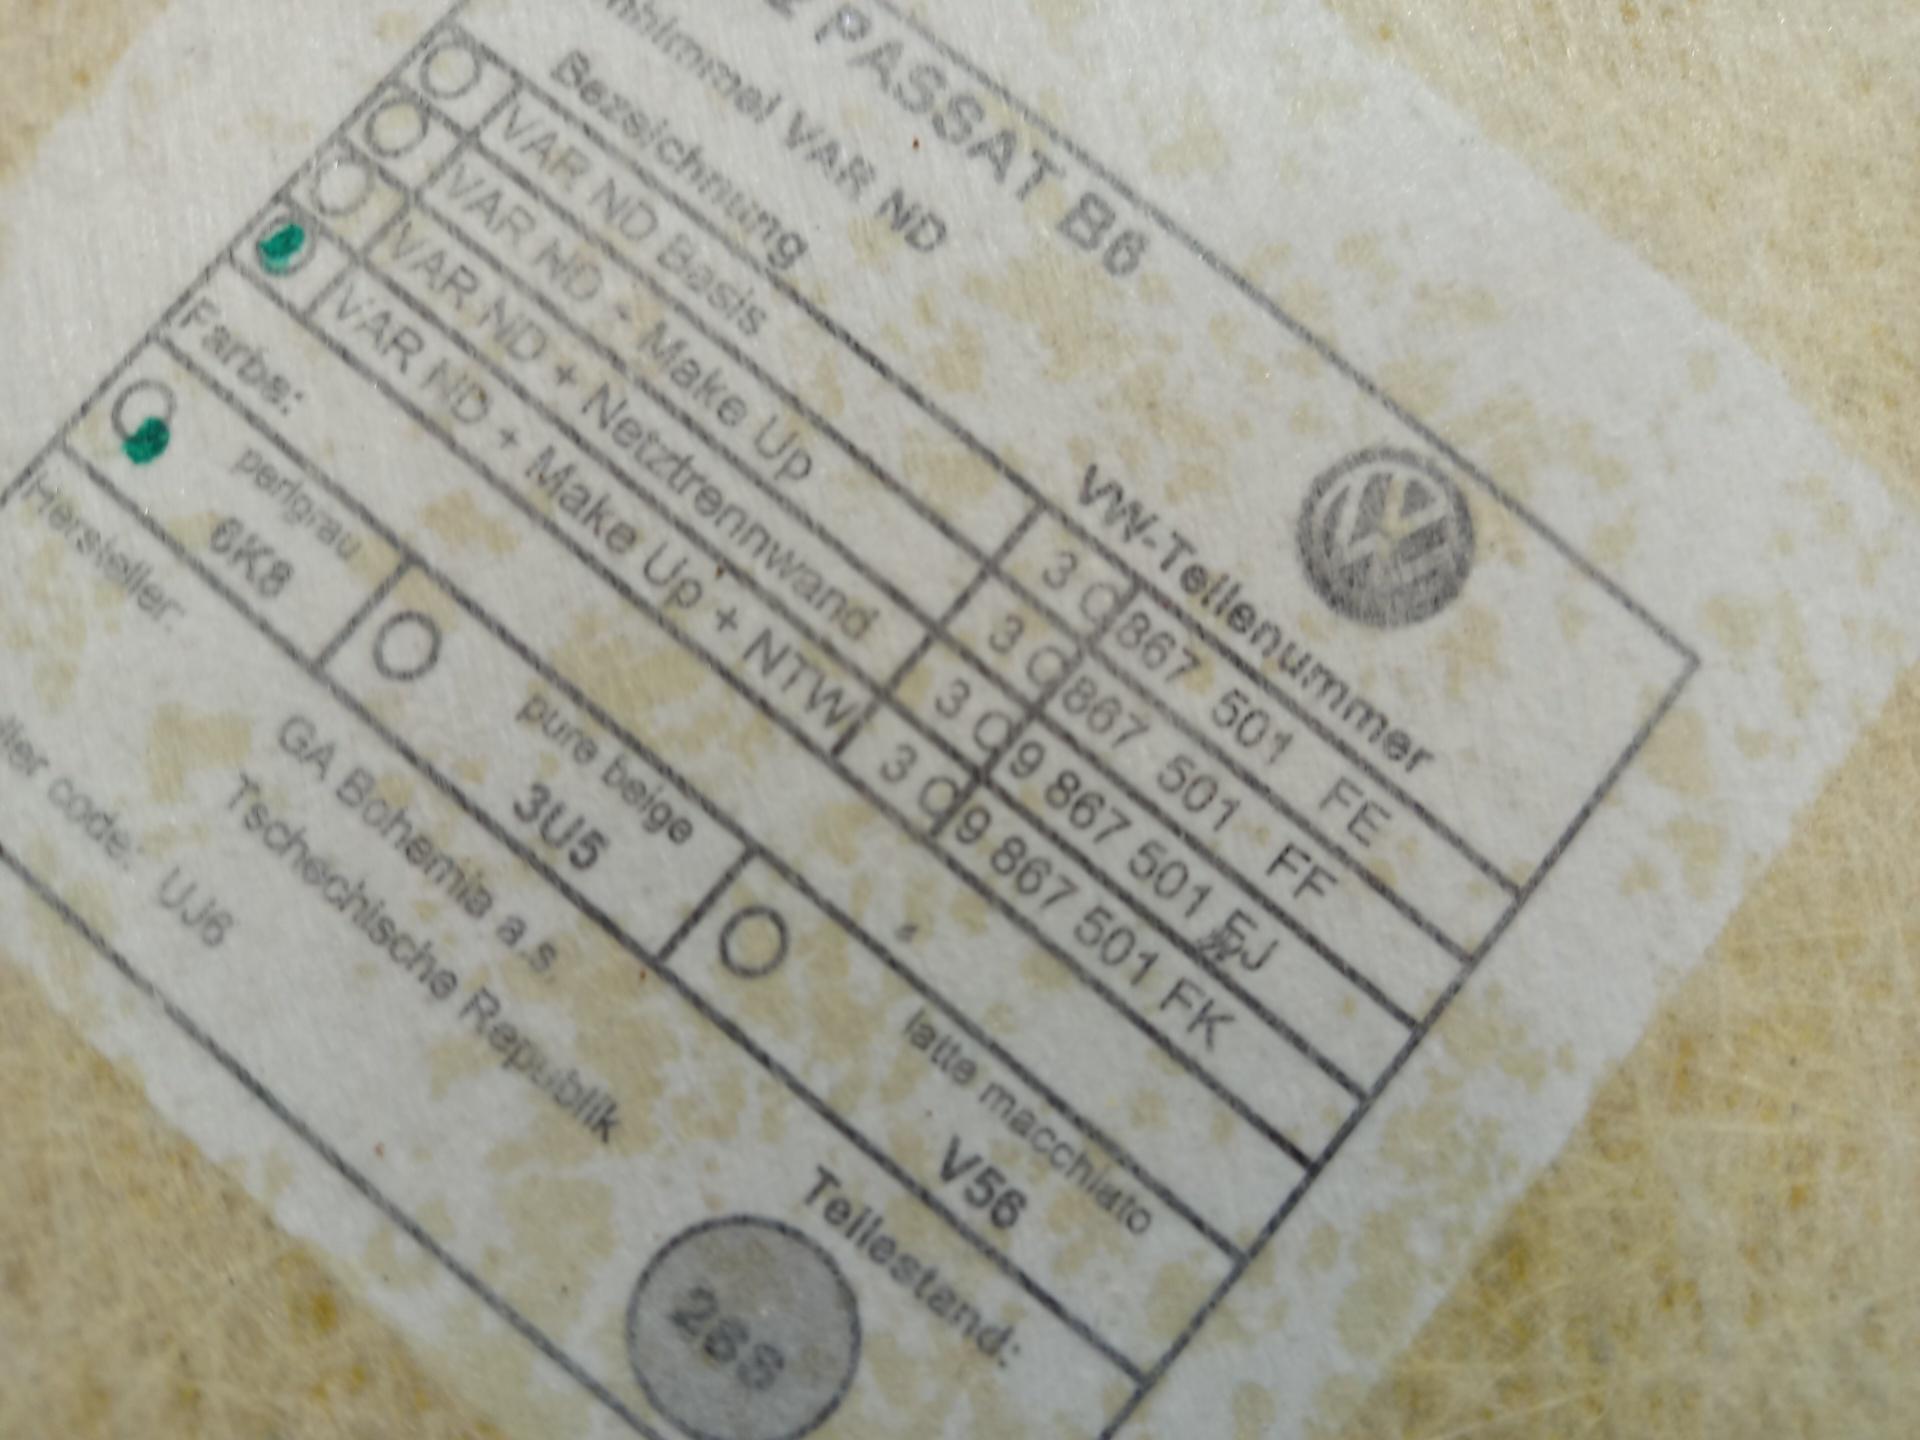 PASSAT B6
VAR ND
Bezeichnung VW-Teilenummer
VAR ND Basis 3 C 867 501 FE
VAR ND - Make Up 3 C 867 501 FF
VAR ND + Netztrennwand 3 C 9 867 501 FJ
VAR ND + Make Up + NTW 3 C 9 867 501 FK
Farbe:
perlgrau pure beige latte macchiato
6K8 3U5 V56
Hersteller: GA Bohemia a.s. Teilestand:
Tschechische Republik
code: UJ6